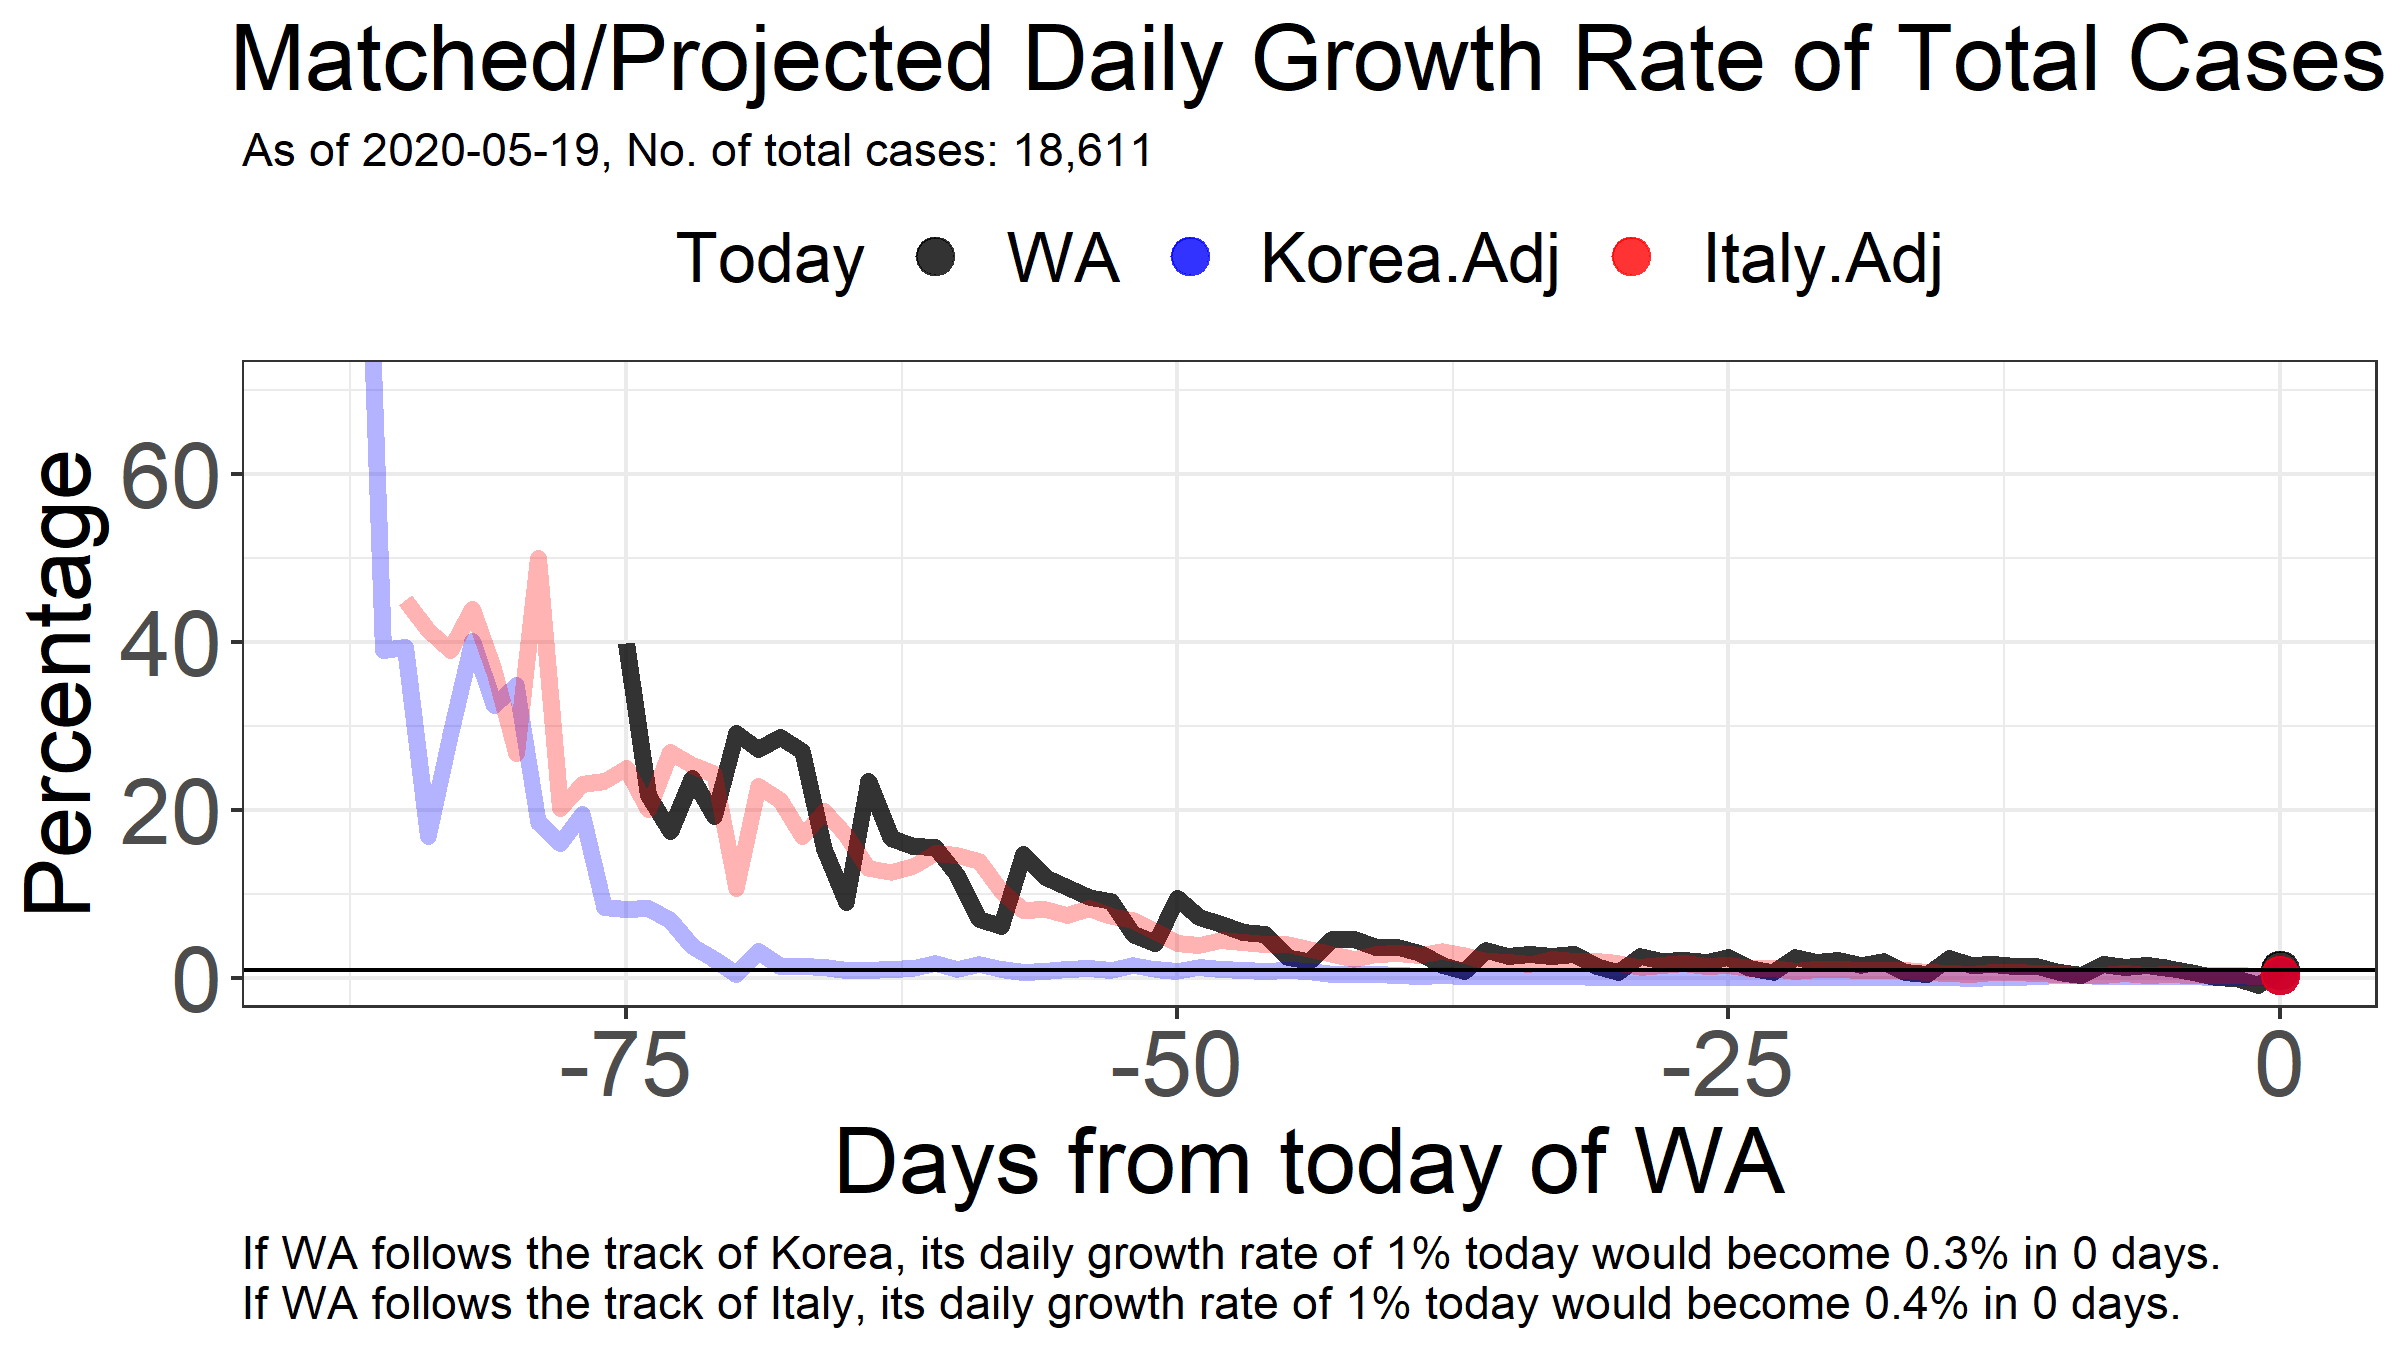 Matched/Projected Daily Growth Rate of Total Cases
As of 2020-05-19, No. of total cases: 18,611
Today WA Korea.Adj Italy.Adj
Percentage
60
40
20
0
-75 -50 -25 0
Days from today of WA
If WA follows the track of Korea, its daily growth rate of 1% today would become 0.3% in 0 days.
If WA follows the track of Italy, its daily growth rate of 1% today would become 0.4% in 0 days.